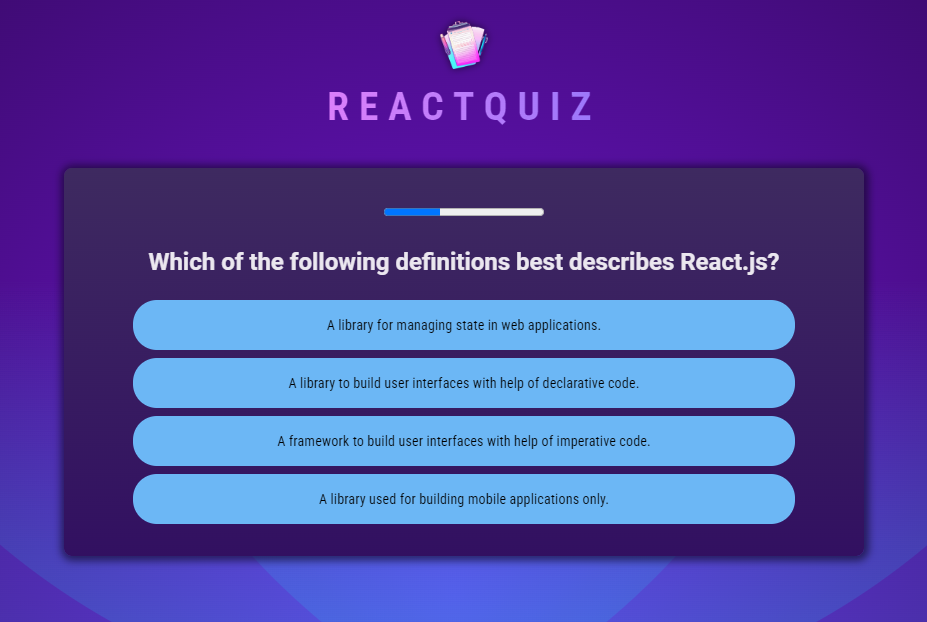 REACTQUIZ
Which of the following definitions best describes React.js?
A library for managing state in web applications.
A library to build user interfaces with help of declarative code.
A framework to build user interfaces with help of imperative code.
A library used for building mobile applications only.